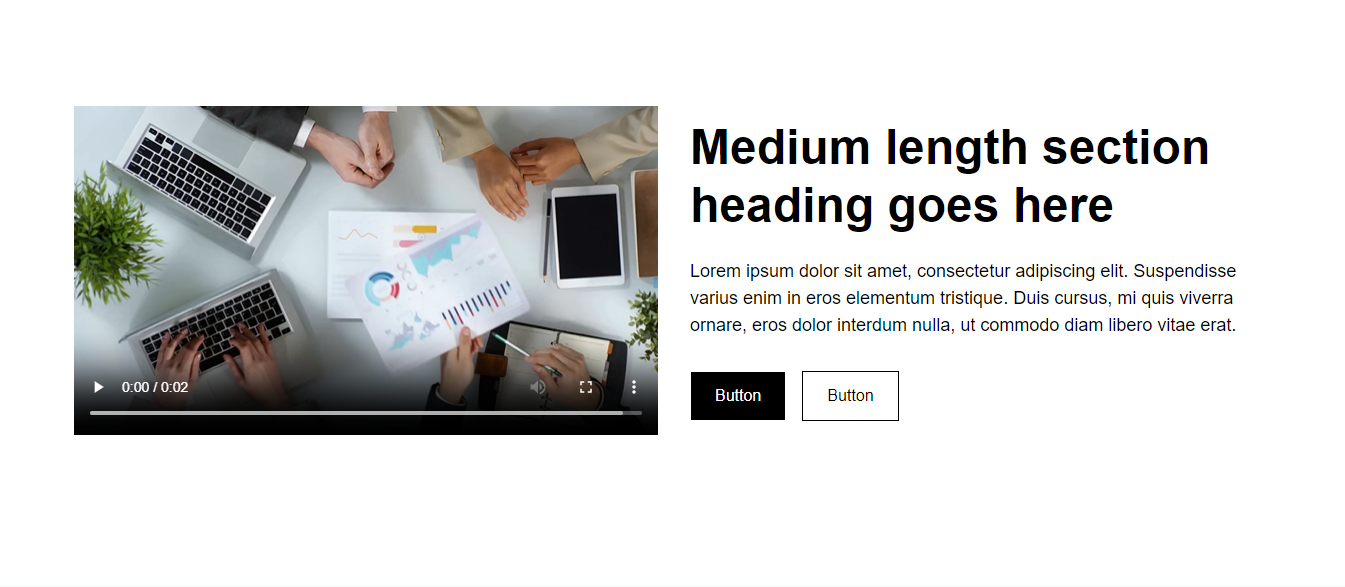 0:00 / 0:02
Medium length section
heading goes here
Lorem ipsum dolor sit amet, consectetur adipiscing elit. Suspendisse
varius enim in eros elementum tristique. Duis cursus, mi quis viverra
ornare, eros dolor interdum nulla, ut commodo diam libero vitae erat.
Button
Button